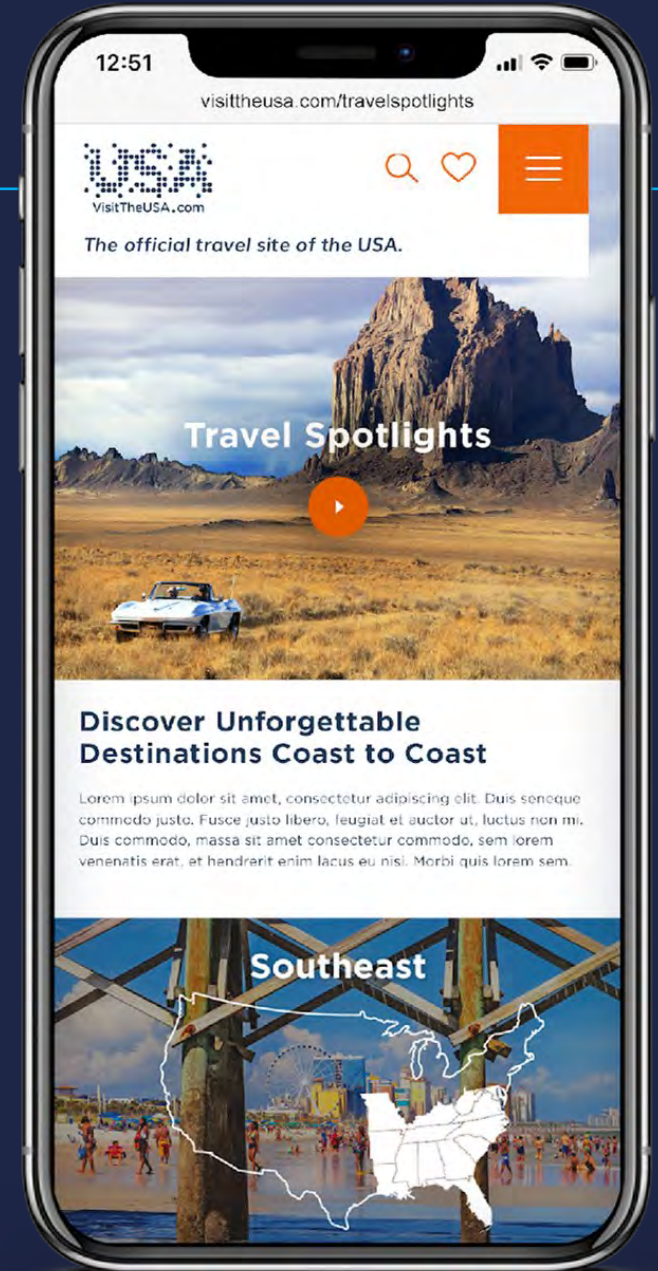 12:51
visittheusa.com/travelspotlights
USA
VisitTheUSA.com
The official travel site of the USA.
Travel Spotlights
Discover Unforgettable
Destinations Coast to Coast
Lorem ipsum dolor sit amet, consectetur adipiscing elit. Duis seneque
commodo justo. Fusce justo libero, feugiat et auctor ut, luctus non mi.
Duis commodo, massa sit amet consectetur commodo, sem lorem
venenatis erat, et hendrerit enim lacus eu nisi. Morbi quis lorem sem.
Southeast